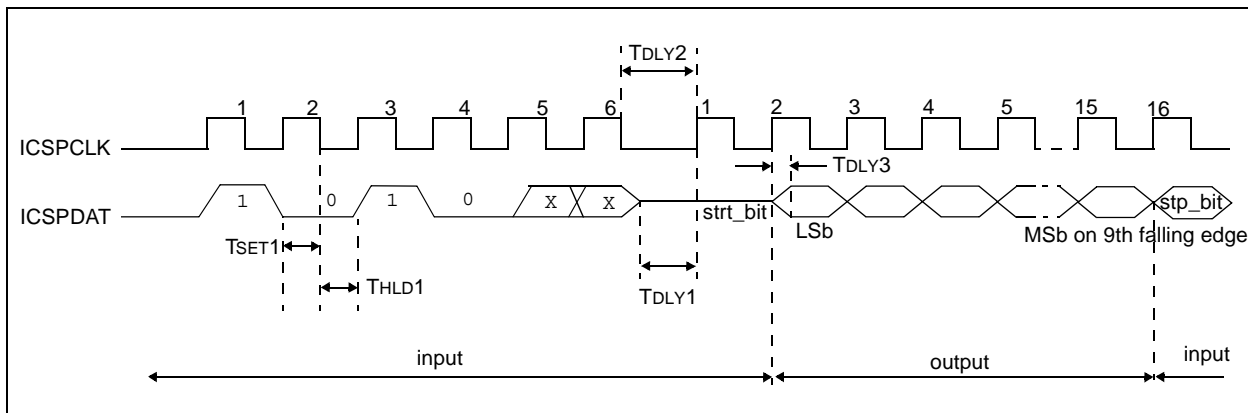 TDLY2
1 2 3 4 5 6 1 2 3 4 5 15 16
ICSPCLK
TDLY3
ICSPDAT
1 0 1 0 X X strt_bit stp_bit
LSb
MSb on 9th falling edge
TSET1
THLD1
TDLY1
input output input